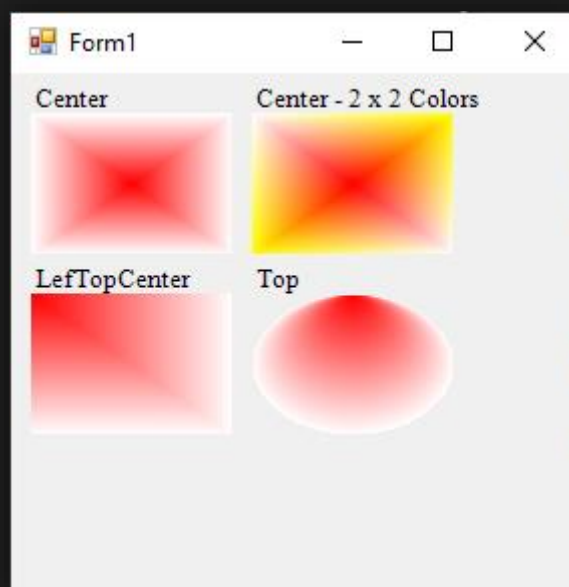 Form1
Center
Center - 2 x 2 Colors
LefTopCenter
Top